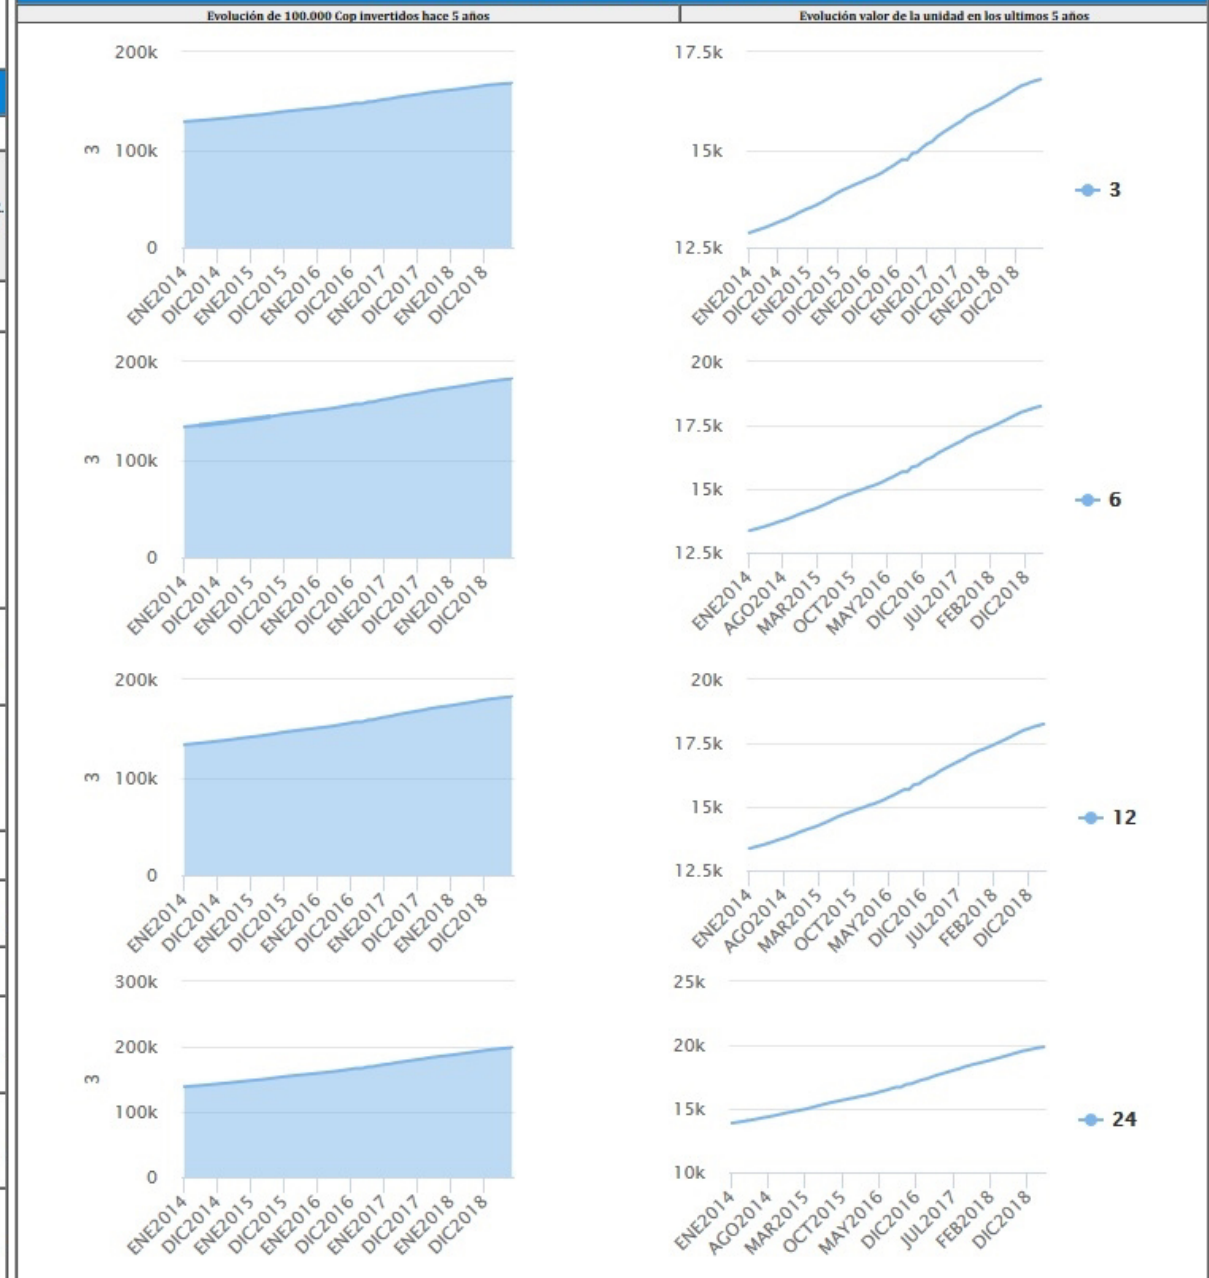 Evolución de 100.000 Cop invertidos hace 5 años
Evolución valor de la unidad en los ultimos 5 años
200k
100k
0
3
ENE2014
DIC2014
ENE2015
DIC2015
ENE2016
DIC2016
ENE2017
DIC2017
ENE2018
DIC2018
17.5k
15k
12.5k
ENE2014
DIC2014
ENE2015
DIC2015
ENE2016
DIC2016
ENE2017
DIC2017
ENE2018
DIC2018
3
200k
100k
0
3
ENE2014
DIC2014
ENE2015
DIC2015
ENE2016
DIC2016
ENE2017
DIC2017
ENE2018
DIC2018
20k
17.5k
15k
12.5k
ENE2014
AGO2014
MAR2015
OCT2015
MAY2016
DIC2016
JUL2017
FEB2018
DIC2018
6
200k
100k
0
3
ENE2014
DIC2014
ENE2015
DIC2015
ENE2016
DIC2016
ENE2017
DIC2017
ENE2018
DIC2018
20k
17.5k
15k
12.5k
ENE2014
AGO2014
MAR2015
OCT2015
MAY2016
DIC2016
JUL2017
FEB2018
DIC2018
12
300k
200k
100k
0
3
ENE2014
DIC2014
ENE2015
DIC2015
ENE2016
DIC2016
ENE2017
DIC2017
ENE2018
DIC2018
25k
20k
15k
10k
ENE2014
AGO2014
MAR2015
OCT2015
MAY2016
DIC2016
JUL2017
FEB2018
DIC2018
24